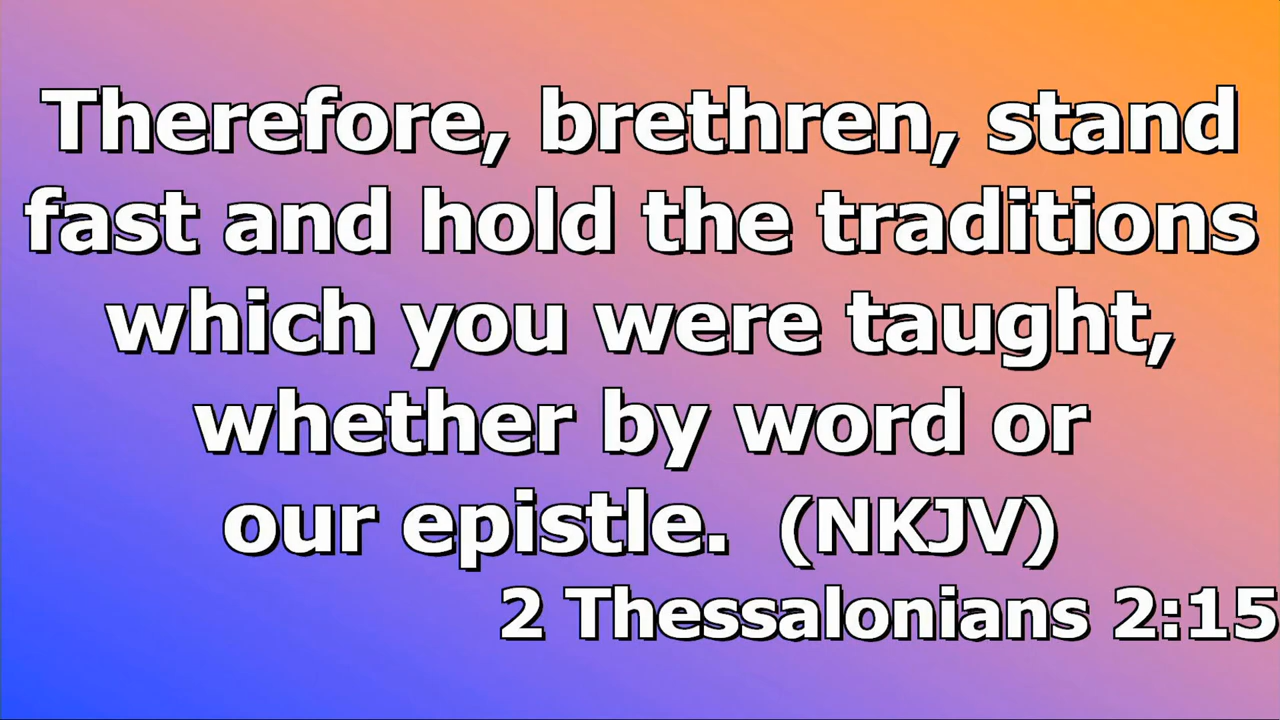 Therefore, brethren, stand
fast and hold the traditions
which you were taught,
whether by word or
our epistle.  (NKJV)
2 Thessalonians 2:15